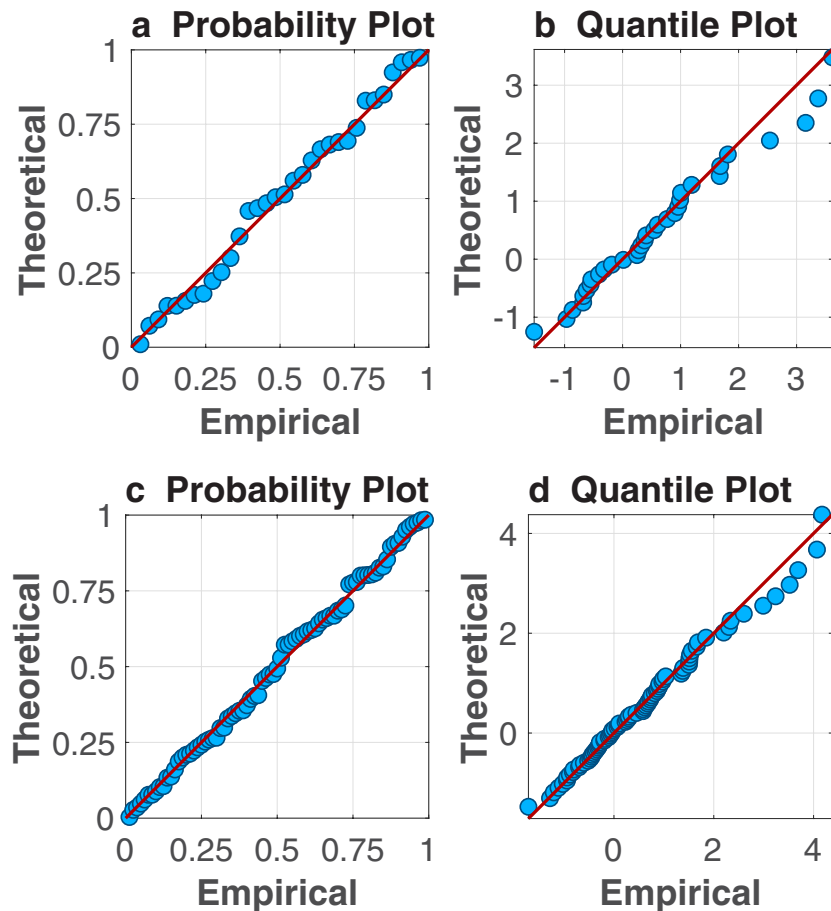 a Probability Plot
1
0.75
0.5
0.25
0
0 0.25 0.5 0.75 1
Theoretical
Empirical
b Quantile Plot
3
2
1
0
-1
-1 0 1 2 3
Theoretical
Empirical
c Probability Plot
1
0.75
0.5
0.25
0
0 0.25 0.5 0.75 1
Theoretical
Empirical
d Quantile Plot
4
2
0
0 2 4
Theoretical
Empirical